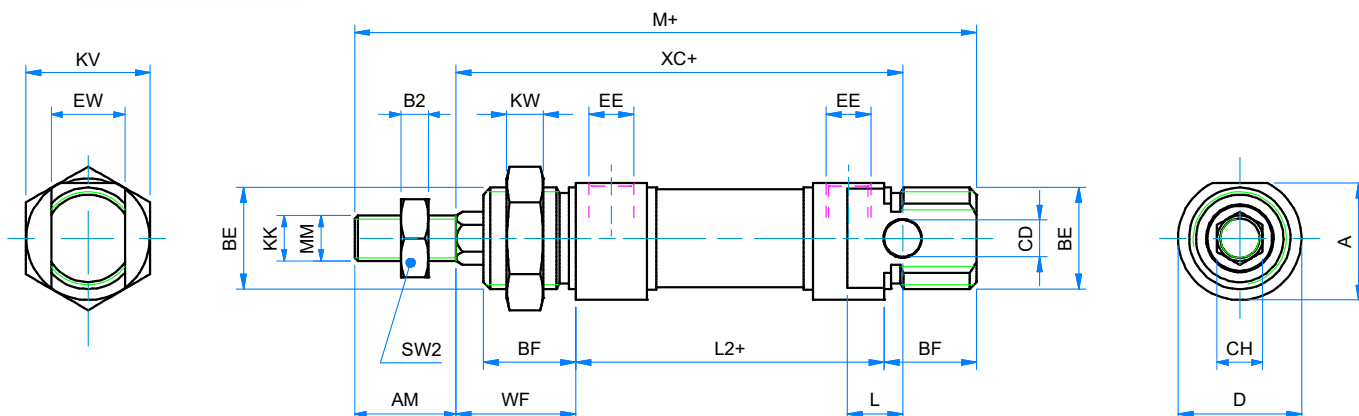 M+
KV
XC+
EW
B2
KW
EE
EE
BE
KK
MM
CD
BE
A
SW2
BF
L2+
BF
CH
AM
WF
L
D